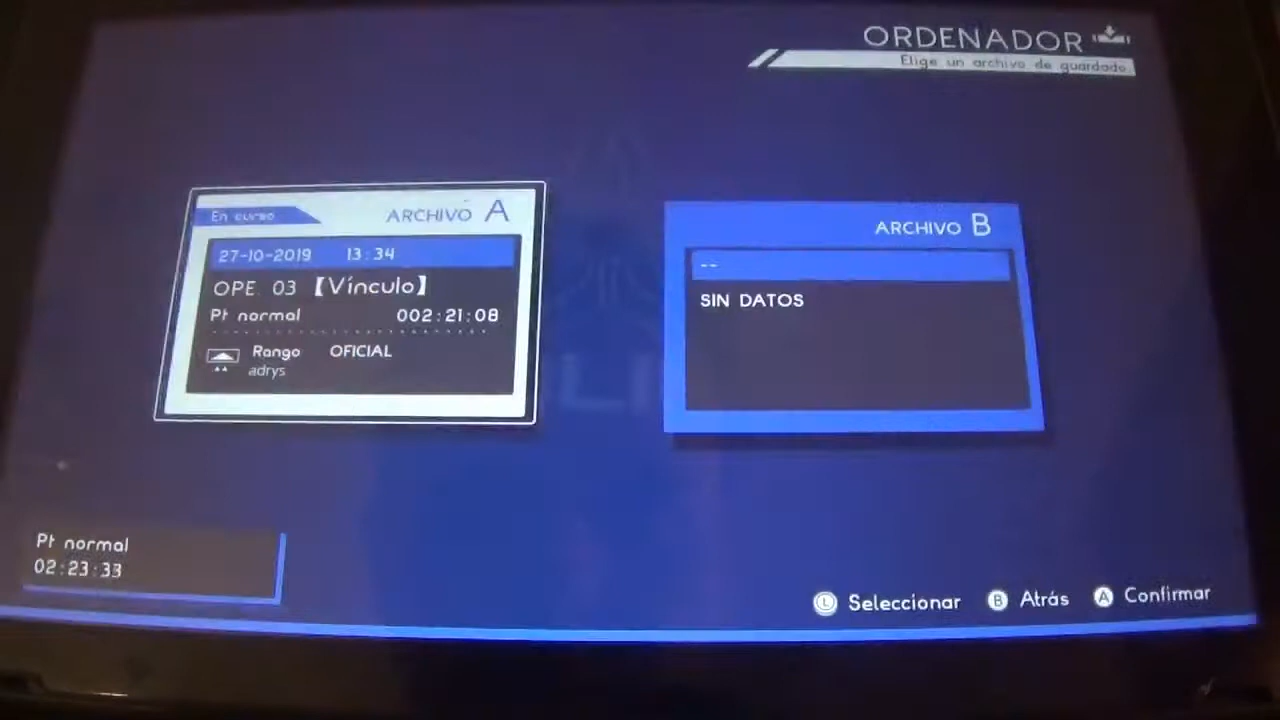 ORDENADOR
Elige un archivo de guardado.
En curso
ARCHIVO A
27-10-2019 13:34
OPE. 03 【Vínculo】
Pt normal 002:21:08
Rango OFICIAL
adrys
ARCHIVO B
--
SIN DATOS
Pt normal
02:23:33
L Seleccionar B Atrás A Confirmar